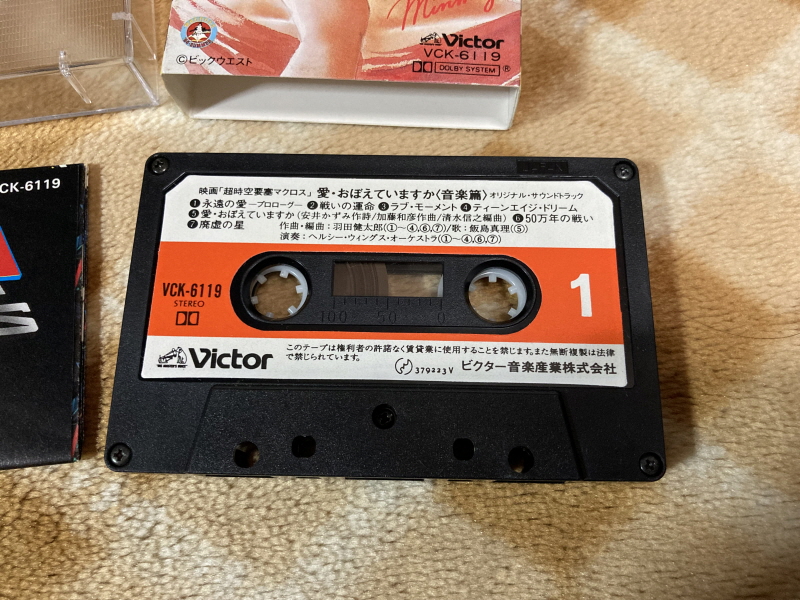 Minmay
Victor
VCK-6119
DOLBY SYSTEM ®
©ビックウエスト
CK-6119
映画「超時空要塞マクロス」愛・おぼえていますか〈音楽篇〉オリジナル・サウンドトラック
❶永遠の愛—プロローグ— ❷戦いの運命 ❸ラブ・モーメント ❹ティーンエイジ・ドリーム
❺愛・おぼえていますか(安井かずみ作詩/加藤和彦作曲/清水信之編曲) ❻50万年の戦い
❼廃虚の星 作曲・編曲:羽田健太郎(①〜④,⑥,⑦)/歌:飯島真理(⑤)
演奏:ヘルシー・ウィングス・オーケストラ(①〜④,⑥,⑦)
VCK-6119
STEREO
1
100 50 0
Victor
"HIS MASTER'S VOICE"
このテープは権利者の許諾なく賃貸業に使用することを禁じます。また無断複製は法律
で禁じられています。
379223V ビクター音楽産業株式会社